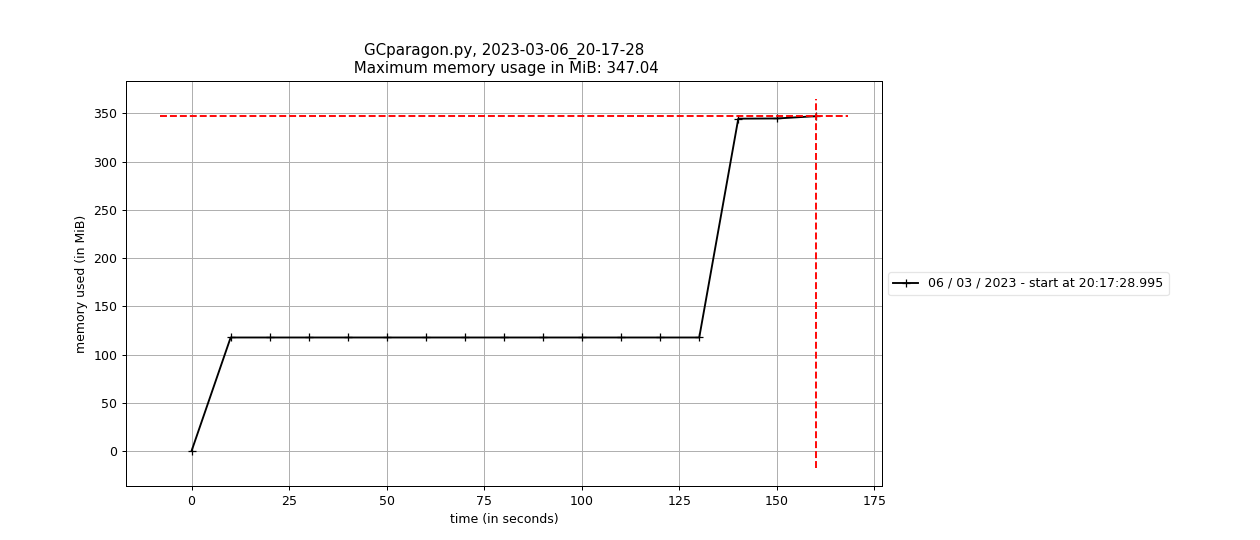 GCparagon.py, 2023-03-06_20-17-28
Maximum memory usage in MiB: 347.04
memory used (in MiB)
350
300
250
200
150
100
50
0
06 / 03 / 2023 - start at 20:17:28.995
0 25 50 75 100 125 150 175
time (in seconds)